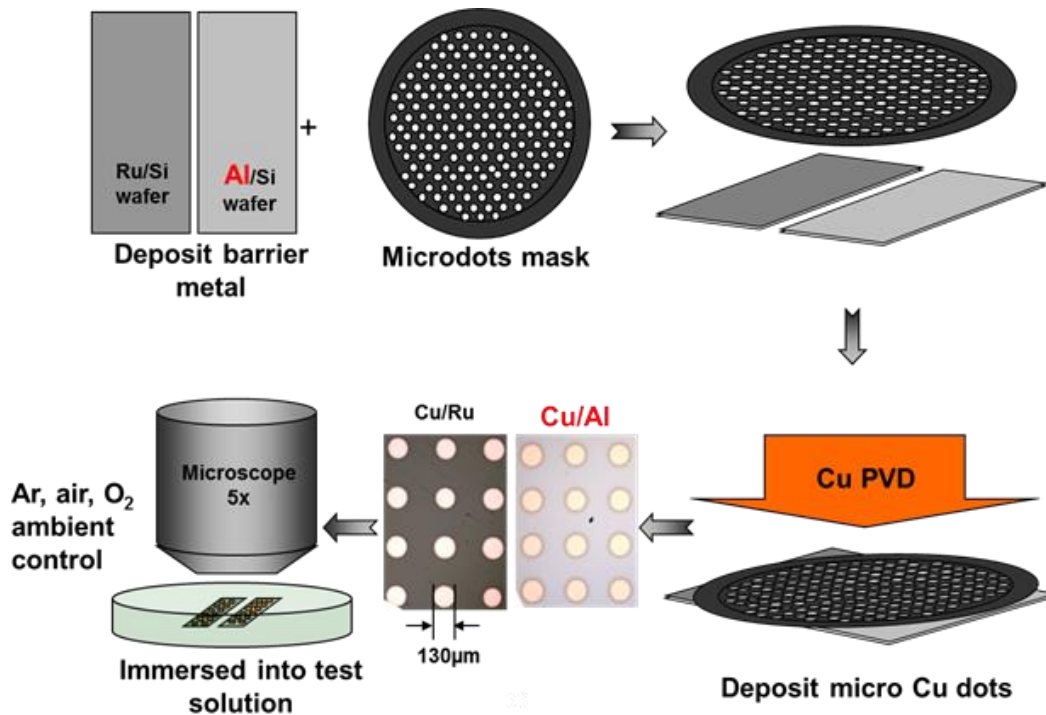 Ru/Si
wafer
Al/Si
wafer
+
Deposit barrier
metal
Microdots mask
Cu PVD
Deposit micro Cu dots
Cu/Ru
Cu/Al
130µm
Microscope
5x
Ar, air, O₂
ambient
control
Immersed into test
solution